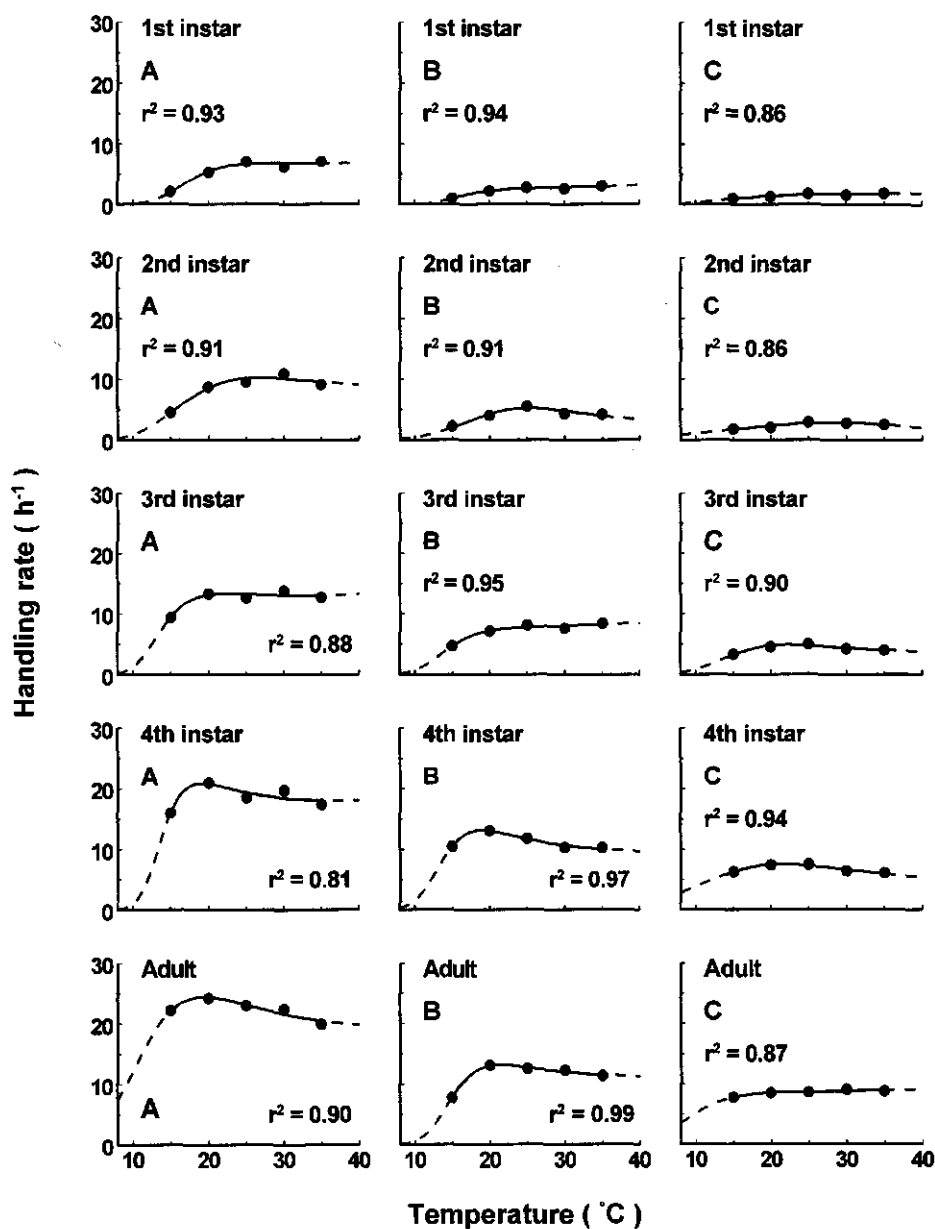 30 1st instar 1st instar 1st instar
A B C
20
r² = 0.93 r² = 0.94 r² = 0.86
10
0
30 2nd instar 2nd instar 2nd instar
A B C
20
r² = 0.91 r² = 0.91 r² = 0.86
10
0
30 3rd instar 3rd instar 3rd instar
A B C
20
r² = 0.95 r² = 0.90
10
r² = 0.88
0
30 4th instar 4th instar 4th instar
A B C
20
r² = 0.94
10
r² = 0.81 r² = 0.97
0
30 Adult Adult Adult
B C
20
r² = 0.87
10
A r² = 0.90 r² = 0.99
0
10 20 30 40 10 20 30 40 10 20 30 40
Handling rate ( h⁻¹ )
Temperature ( °C )